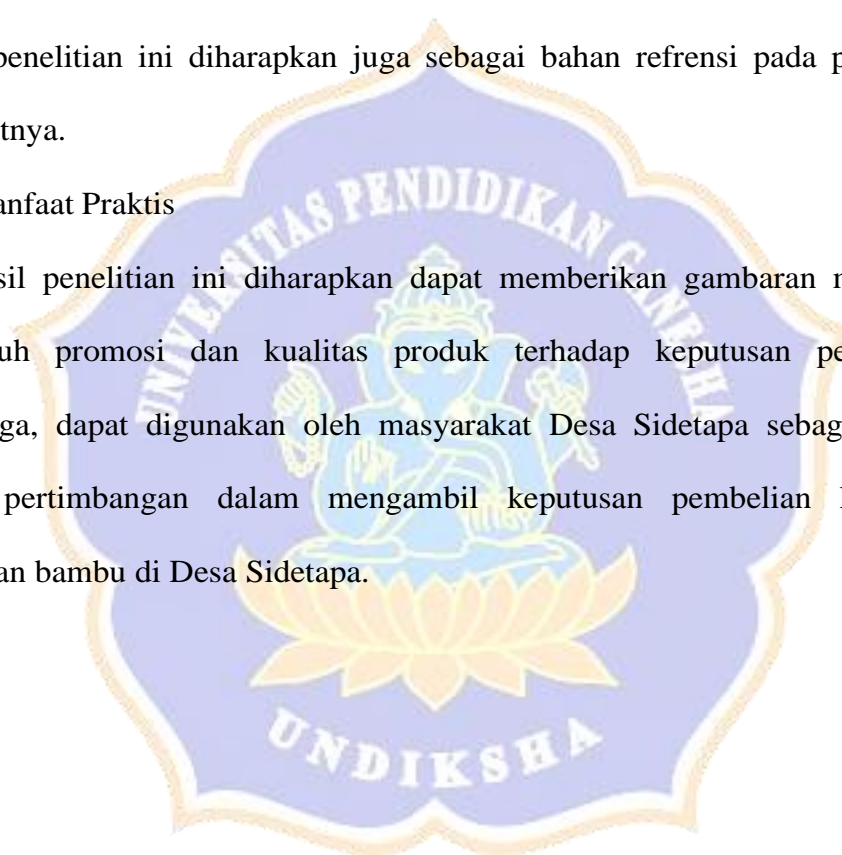 penelitian ini diharapkan juga sebagai bahan refrensi pada p
tnya.
anfaat Praktis
sil penelitian ini diharapkan dapat memberikan gambaran
uh promosi dan kualitas produk terhadap keputusan pe
ga, dapat digunakan oleh masyarakat Desa Sidetapa sebag
pertimbangan dalam mengambil keputusan pembelian
an bambu di Desa Sidetapa.
UNIVERSITAS PENDIDIKAN GANESHA
UNDIKSHA